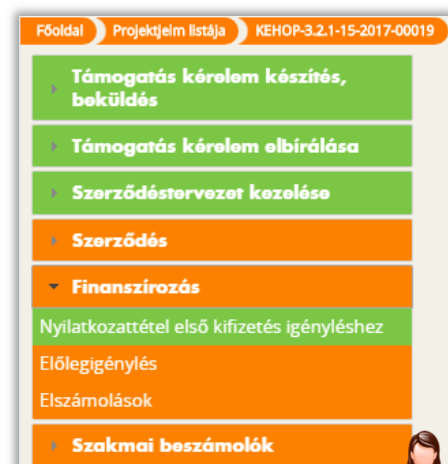 Főoldal Projektjeim listája KEHOP-3.2.1-15-2017-00019
Támogatás kérelem készítés,
beküldés
Támogatás kérelem elbírálása
Szerződéstervezet kezelése
Szerződés
Finanszírozás
Nyilatkozattétel első kifizetés igényléshez
Előlegigénylés
Elszámolások
Szakmai beszámolók